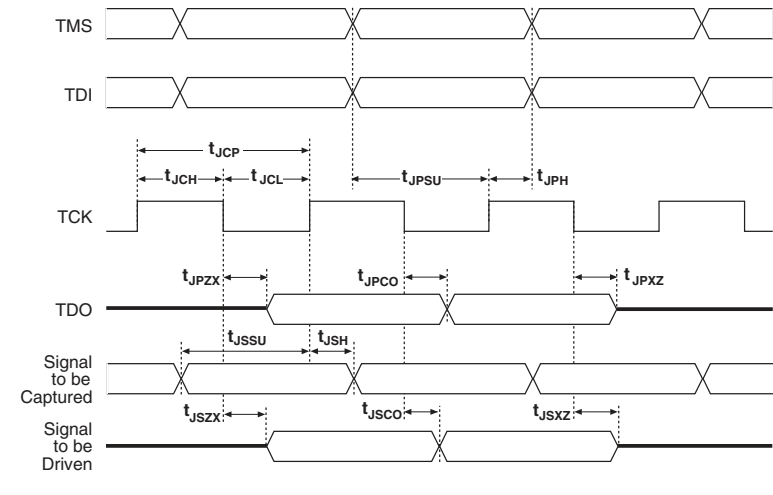 TMS
TDI
tJCP
tJCH
tJCL
tJPSU
tJPH
TCK
tJPZX
tJPCO
tJPXZ
TDO
tJSSU
tJSH
Signal
to be
Captured
tJSZX
tJSCO
tJSXZ
Signal
to be
Driven